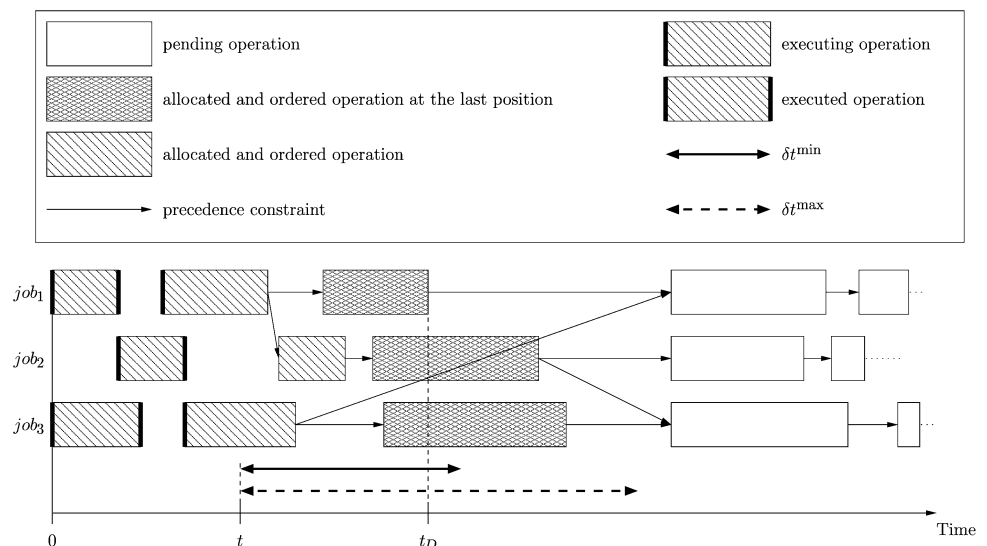 pending operation
executing operation
allocated and ordered operation at the last position
executed operation
allocated and ordered operation
δt^min
precedence constraint
δt^max
job₁
job₂
job₃
0
t
t_D
Time